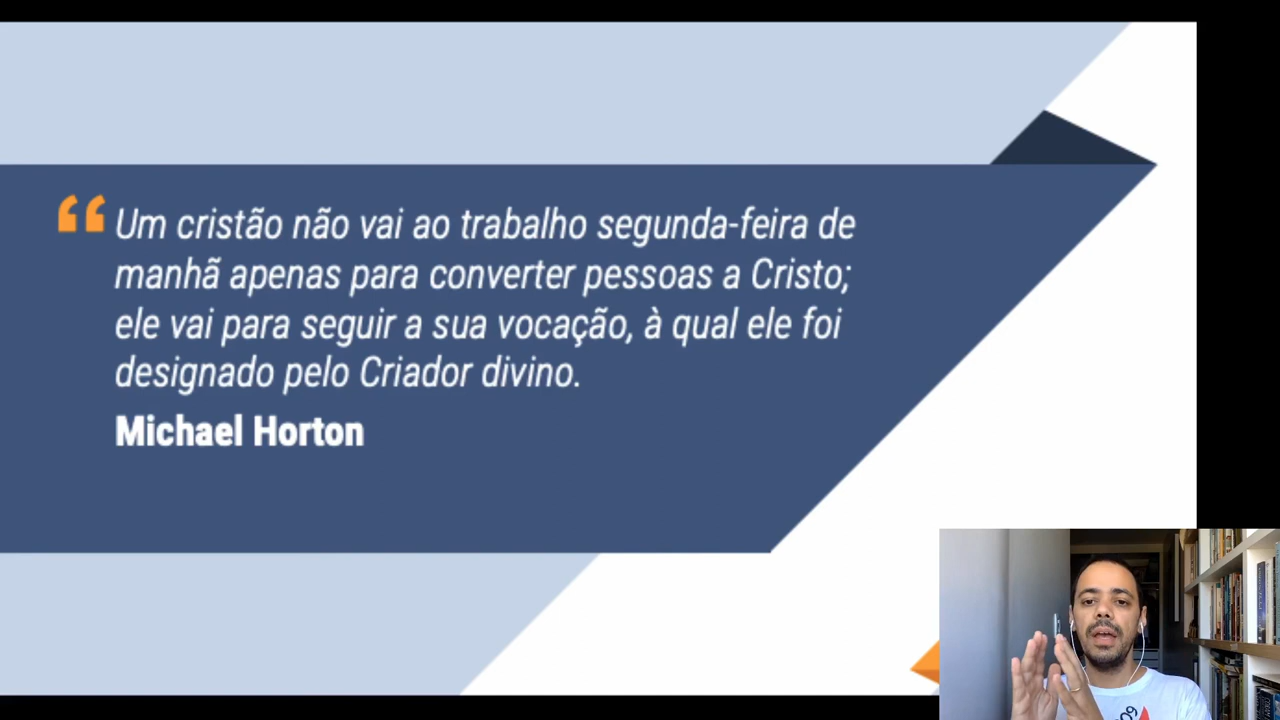 “ Um cristão não vai ao trabalho segunda-feira de
manhã apenas para converter pessoas a Cristo;
ele vai para seguir a sua vocação, à qual ele foi
designado pelo Criador divino.
Michael Horton